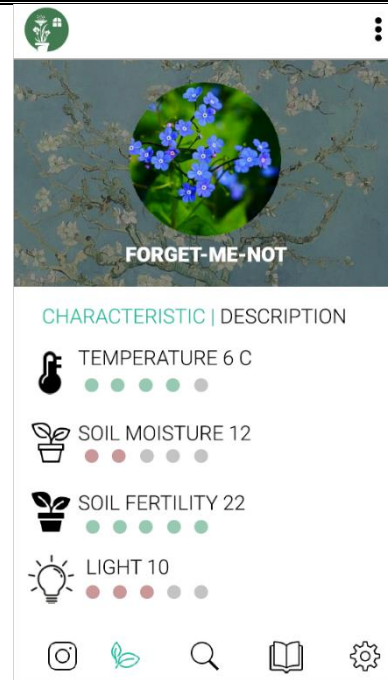 FORGET-ME-NOT
CHARACTERISTIC | DESCRIPTION
TEMPERATURE 6 C
SOIL MOISTURE 12
SOIL FERTILITY 22
LIGHT 10